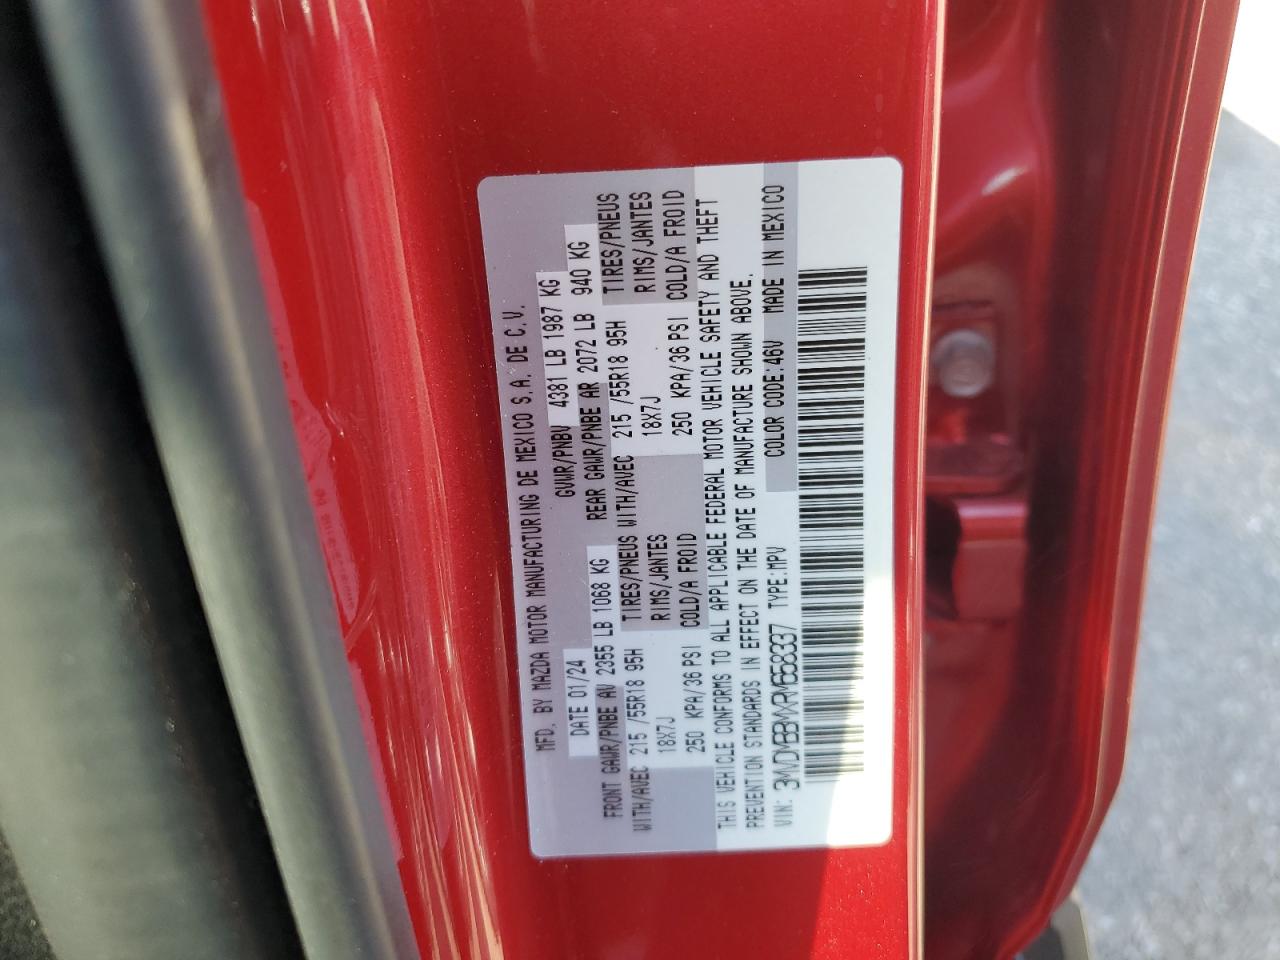 MFD. BY MAZDA MOTOR MANUFACTURING DE MEXICO S.A. DE C.V.
DATE 01/24 GVWR/PNBV 4381 LB 1987 KG
FRONT GAWR/PNBE AV 2355 LB 1068 KG REAR GAWR/PNBE AR 2072 LB 940 KG
WITH/AVEC 215 /55R18 95H TIRES/PNEUS WITH/AVEC 215 /55R18 95H TIRES/PNEUS
18X7J RIMS/JANTES 18X7J RIMS/JANTES
250 KPA/36 PSI COLD/A FROID 250 KPA/36 PSI COLD/A FROID
THIS VEHICLE CONFORMS TO ALL APPLICABLE FEDERAL MOTOR VEHICLE SAFETY AND THEFT
PREVENTION STANDARDS IN EFFECT ON THE DATE OF MANUFACTURE SHOWN ABOVE.
VIN: 3MVDMBBMXRM658337 TYPE:MPV COLOR CODE:46V MADE IN MEXICO